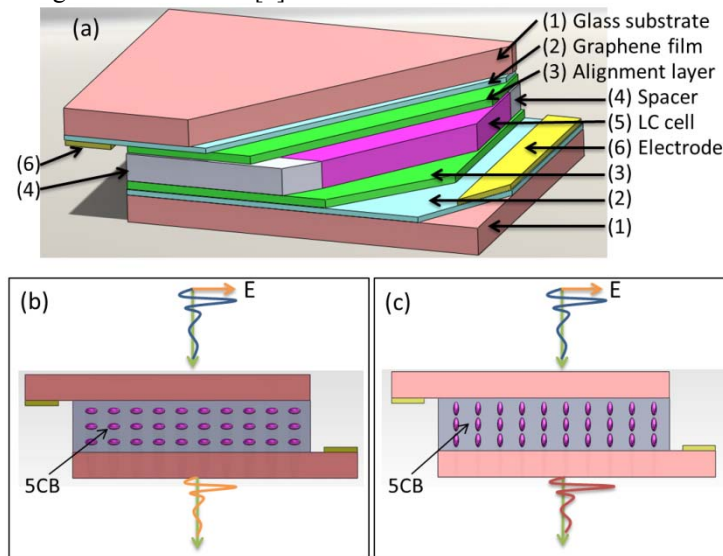 (a)
(1) Glass substrate
(2) Graphene film
(3) Alignment layer
(4) Spacer
(5) LC cell
(6) Electrode
(3)
(2)
(1)
(6)
(4)
(b)
E
5CB
(c)
E
5CB